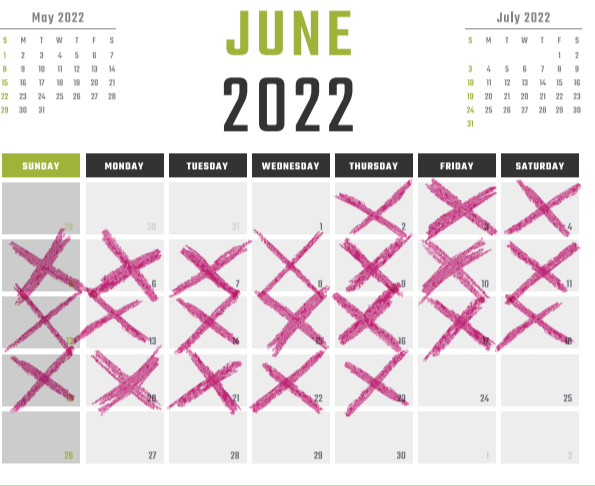 May 2022
S M T W T F S
1 2 3 4 5 6 7
8 9 10 11 12 13 14
15 16 17 18 19 20 21
22 23 24 25 26 27 28
29 30 31
JUNE
2022
July 2022
S M T W T F S
1 2
3 4 5 6 7 8 9
10 11 12 13 14 15 16
17 18 19 20 21 22 23
24 25 26 27 28 29 30
31
SUNDAY MONDAY TUESDAY WEDNESDAY THURSDAY FRIDAY SATURDAY
29 30 31 1 2 3 4
6 7 8 9 10 11
12 13 14 15 16 17 18
20 21 22 23 24 25
26 27 28 29 30 1 2